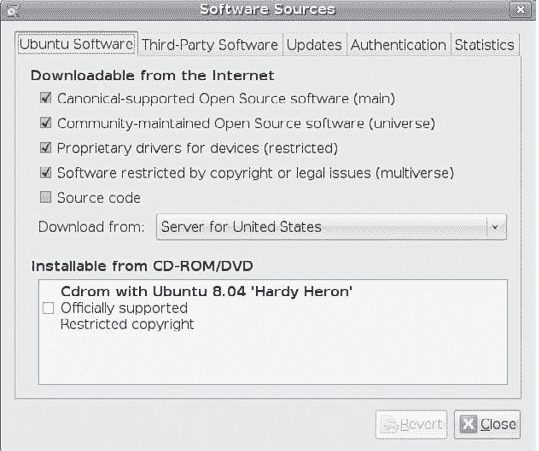 Software Sources
Ubuntu Software Third-Party Software Updates Authentication Statistics
Downloadable from the Internet
Canonical-supported Open Source software (main)
Community-maintained Open Source software (universe)
Proprietary drivers for devices (restricted)
Software restricted by copyright or legal issues (multiverse)
Source code
Download from: Server for United States
Installable from CD-ROM/DVD
Cdrom with Ubuntu 8.04 'Hardy Heron'
Officially supported
Restricted copyright
Revert Close